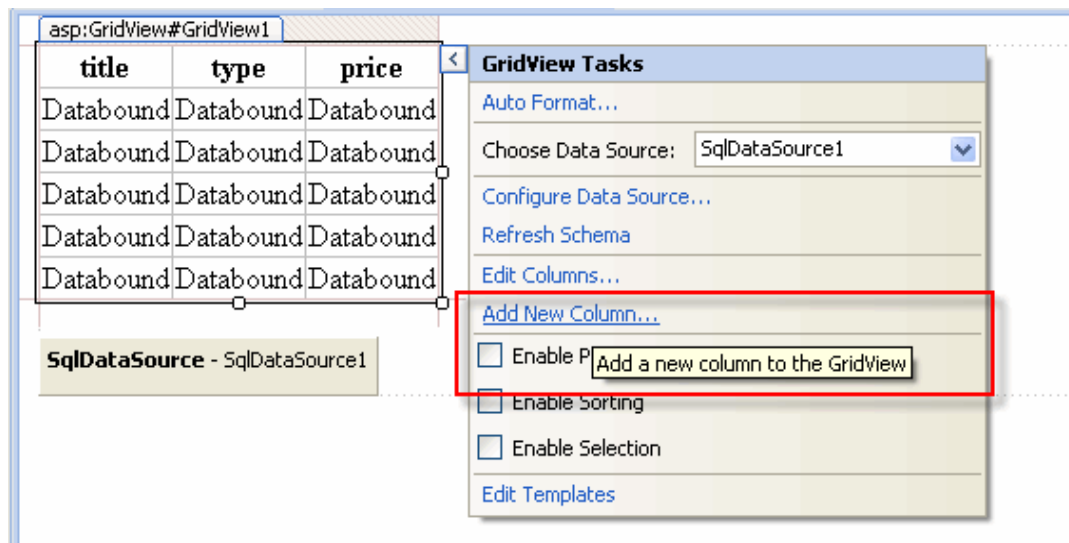 asp:GridView#GridView1
title type price
Databound Databound Databound
Databound Databound Databound
Databound Databound Databound
Databound Databound Databound
Databound Databound Databound
SqlDataSource - SqlDataSource1
GridView Tasks
Auto Format...
Choose Data Source: SqlDataSource1
Configure Data Source...
Refresh Schema
Edit Columns...
Add New Column...
Enable P
Add a new column to the GridView
Enable Sorting
Enable Selection
Edit Templates